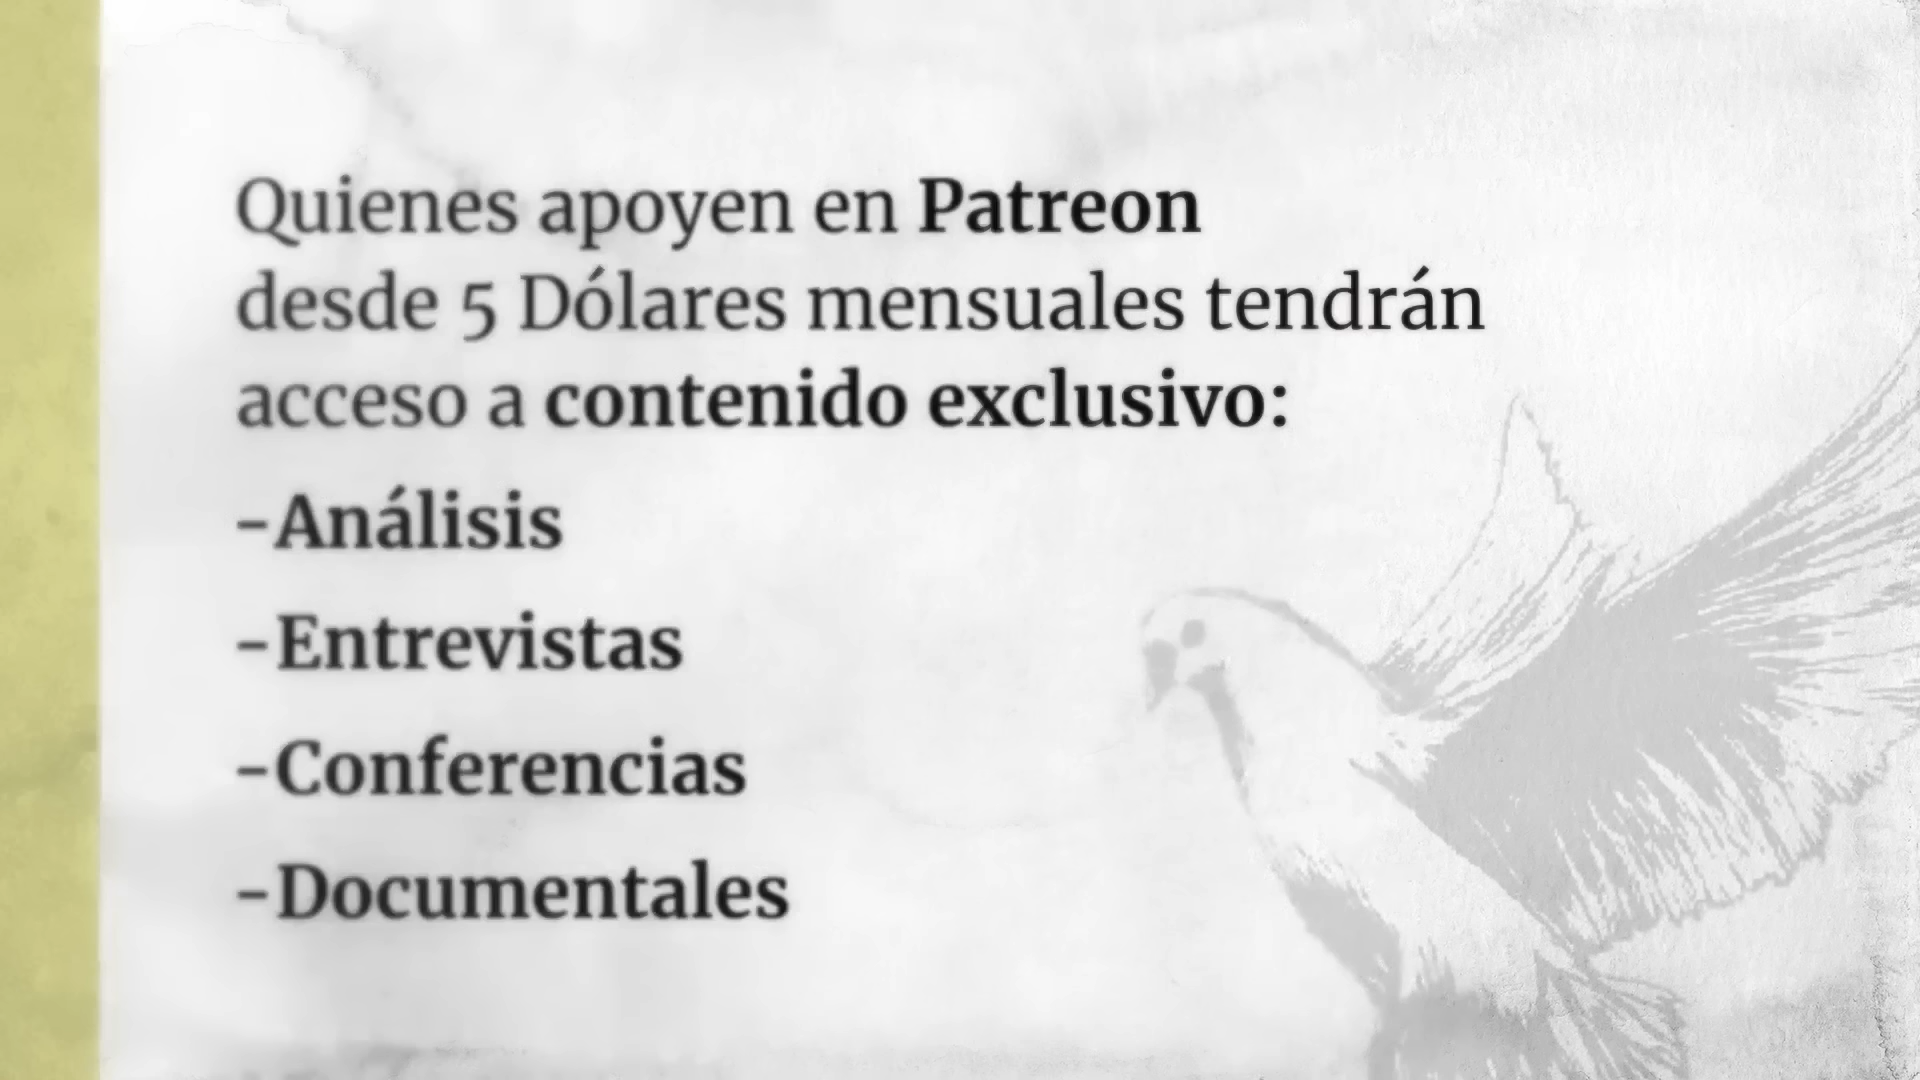 Quienes apoyen en Patreon
desde 5 Dólares mensuales tendrán
acceso a contenido exclusivo:
-Análisis
-Entrevistas
-Conferencias
-Documentales